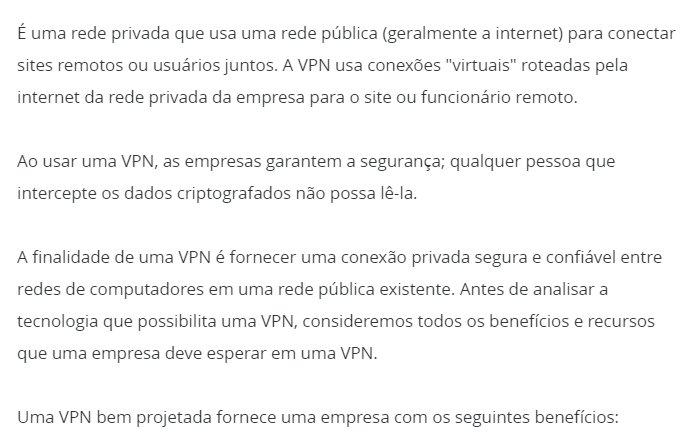 É uma rede privada que usa uma rede pública (geralmente a internet) para conectar
sites remotos ou usuários juntos. A VPN usa conexões "virtuais" roteadas pela
internet da rede privada da empresa para o site ou funcionário remoto.
Ao usar uma VPN, as empresas garantem a segurança; qualquer pessoa que
intercepte os dados criptografados não possa lê-la.
A finalidade de uma VPN é fornecer uma conexão privada segura e confiável entre
redes de computadores em uma rede pública existente. Antes de analisar a
tecnologia que possibilita uma VPN, consideremos todos os benefícios e recursos
que uma empresa deve esperar em uma VPN.
Uma VPN bem projetada fornece uma empresa com os seguintes benefícios: